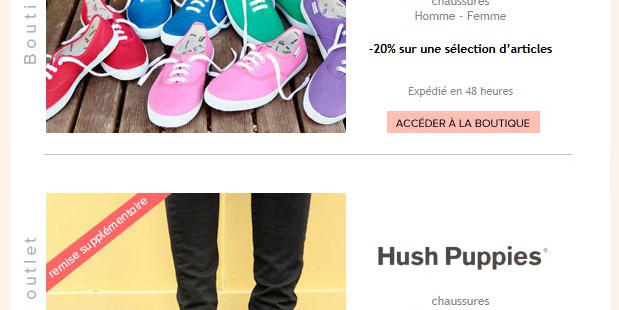 Bouti
chaussures
Homme - Femme
-20% sur une sélection d'articles
Expédié en 48 heures
ACCÉDER À LA BOUTIQUE
outlet
remise supplémentaire
Hush Puppies®
chaussures